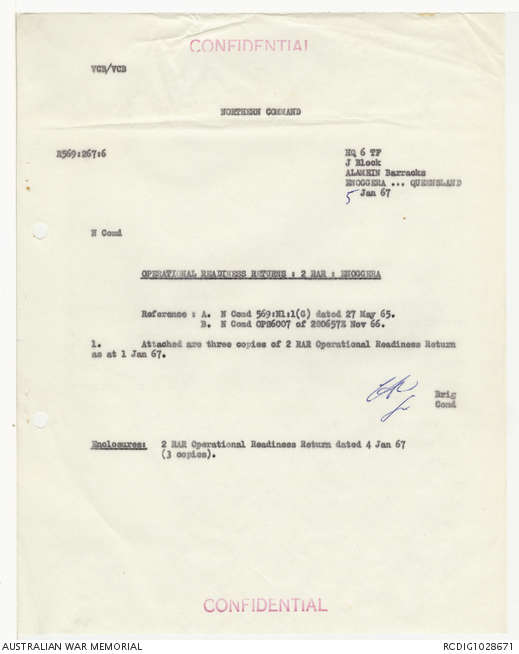 CONFIDENTIAL
VCB/VCB
NORTHERN COMMAND
R569:267:6
HQ 6 TF
J Block
ALAMEIN Barracks
ENOGGERA ... QUEENSLAND
5 Jan 67
N Comd
OPERATIONAL READINESS RETURNS : 2 RAR : ENOGGERA
Reference : A. N Comd 569:H1:1(G) dated 27 May 65.
B. N Comd OPS6007 of 280657Z Nov 66.
1. Attached are three copies of 2 RAR Operational Readiness Return
as at 1 Jan 67.
Brig
Comd
Enclosures: 2 RAR Operational Readiness Return dated 4 Jan 67
(3 copies).
CONFIDENTIAL
AUSTRALIAN WAR MEMORIAL
RCDIG1028671